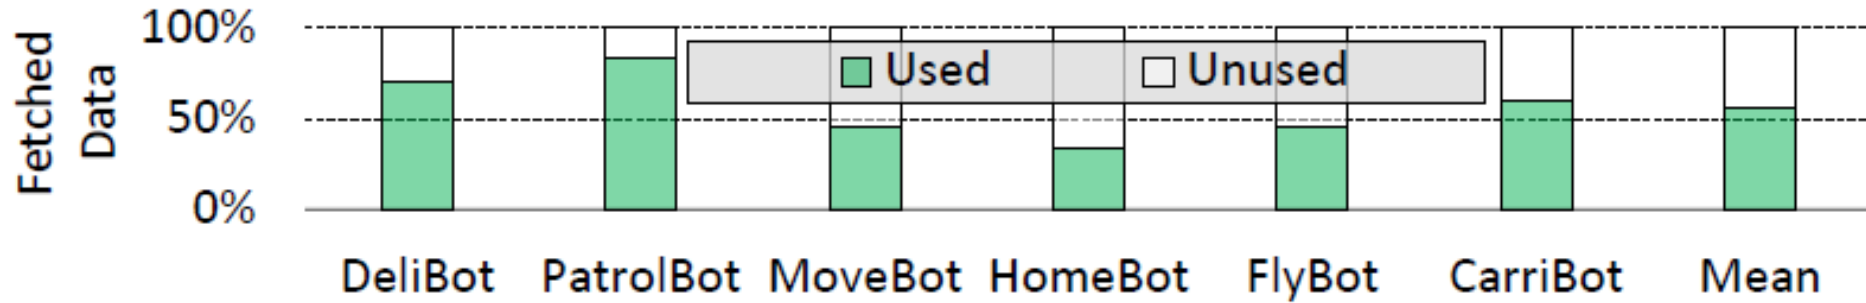 Fetched
Data
100%
50%
0%
Used Unused
DeliBot PatrolBot MoveBot HomeBot FlyBot CarriBot Mean